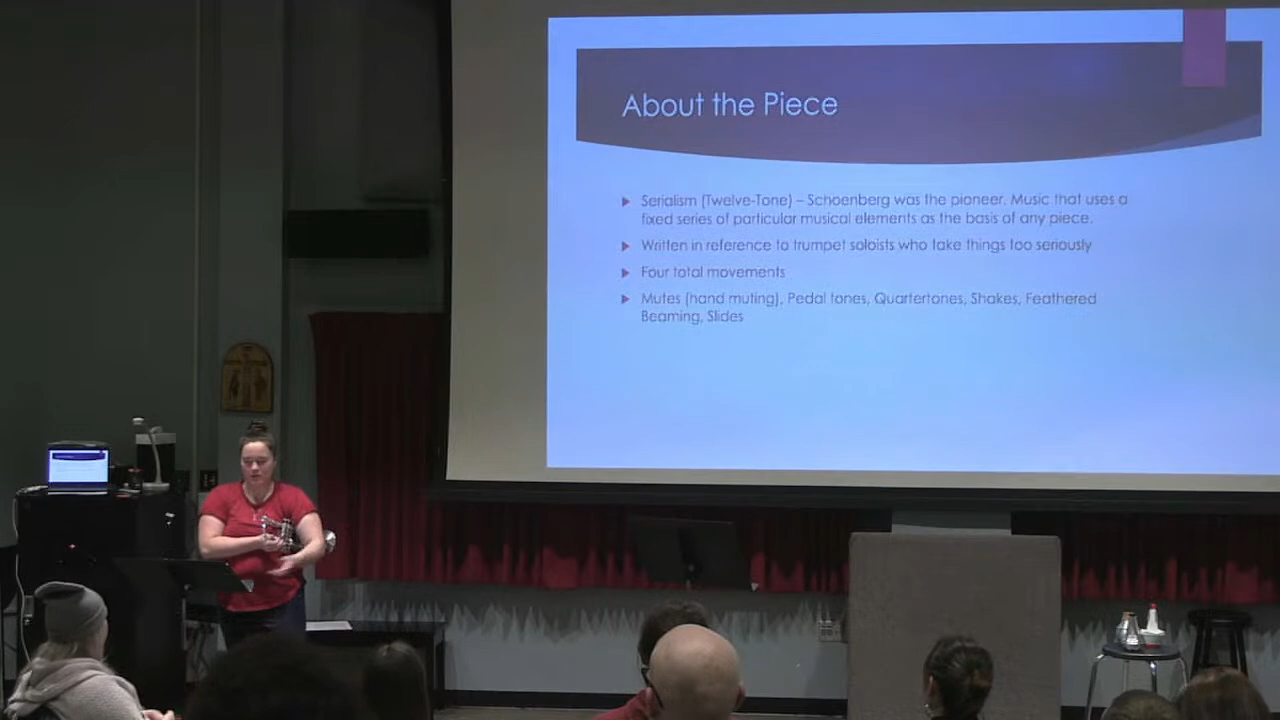 About the Piece
Serialism (Twelve-Tone) – Schoenberg was the pioneer. Music that uses a
fixed series of particular musical elements as the basis of any piece.
Written in reference to trumpet soloists who take things too seriously
Four total movements
Mutes (hand muting), Pedal tones, Quartertones, Shakes, Feathered
Beaming, Slides